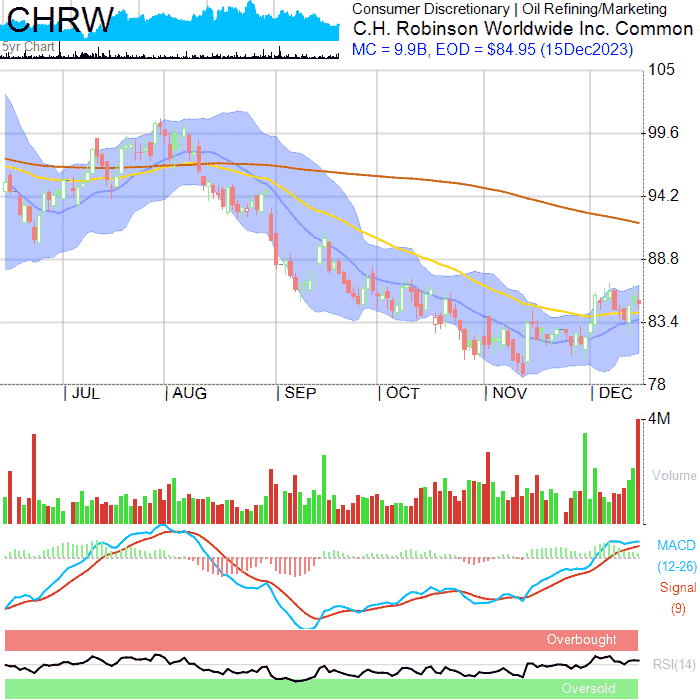 CHRW
Consumer Discretionary | Oil Refining/Marketing
C.H. Robinson Worldwide Inc. Common
5yr Chart
MC = 9.9B, EOD = $84.95 (15Dec2023)
105
99.6
94.2
88.8
83.4
78
JUL
AUG
SEP
OCT
NOV
DEC
4M
Volume
MACD
(12-26)
Signal
(9)
Overbought
RSI(14)
Oversold